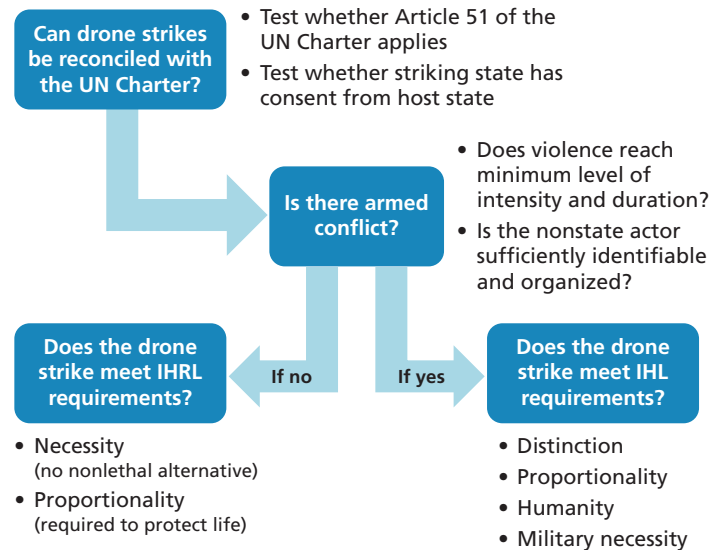 Can drone strikes
be reconciled with
the UN Charter?
• Test whether Article 51 of the
UN Charter applies
• Test whether striking state has
consent from host state
Is there armed
conflict?
• Does violence reach
minimum level of
intensity and duration?
• Is the nonstate actor
sufficiently identifiable
and organized?
If no
If yes
Does the drone
strike meet IHRL
requirements?
• Necessity
(no nonlethal alternative)
• Proportionality
(required to protect life)
Does the drone
strike meet IHL
requirements?
• Distinction
• Proportionality
• Humanity
• Military necessity